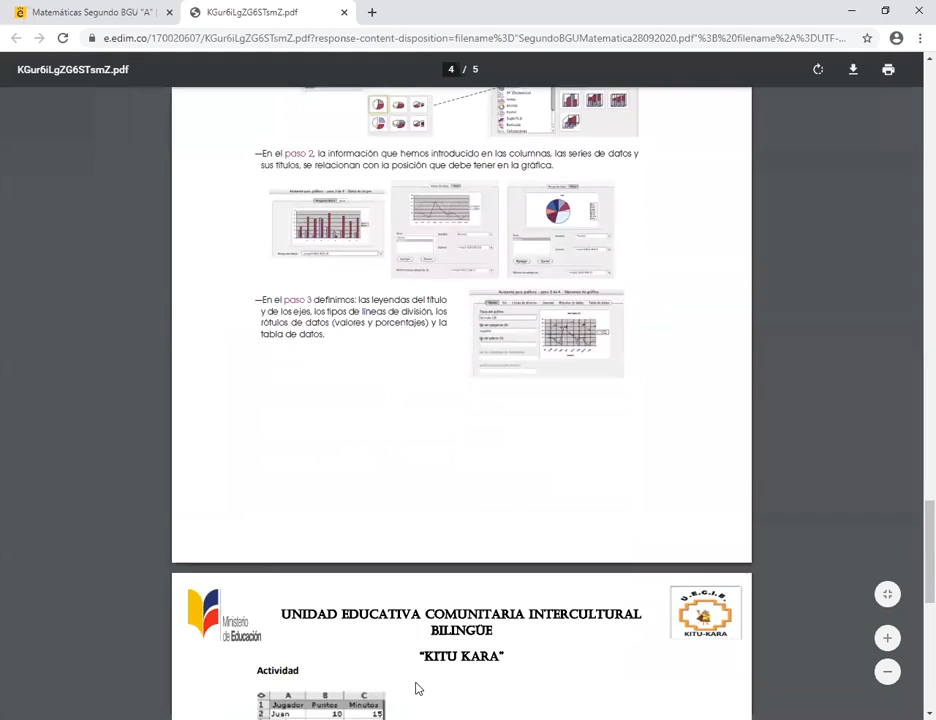 Matemáticas Segundo BGU "A" |
KGur6iLgZG6STsmZ.pdf
e.edim.co/170020607/KGur6iLgZG6STsmZ.pdf?response-content-disposition=filename%3D"SegundoBGUMatematica28092020.pdf"%3B%20filename%2A%3DUTF-...
KGur6iLgZG6STsmZ.pdf
4 / 5
—En el paso 2, la información que hemos introducido en las columnas, las series de datos y
sus títulos, se relacionan con la posición que debe tener en la gráfica.
—En el paso 3 definimos: las leyendas del título
y de los ejes, los tipos de líneas de división, los
rótulos de datos (valores y porcentajes) y la
tabla de datos.
Ministerio
de Educación
UNIDAD EDUCATIVA COMUNITARIA INTERCULTURAL
BILINGÜE
"KITU KARA"
U.E.C.I.B.
KITU-KARA
Actividad
A B C
1 Jugador Puntos Minutos
2 Juan 10 15